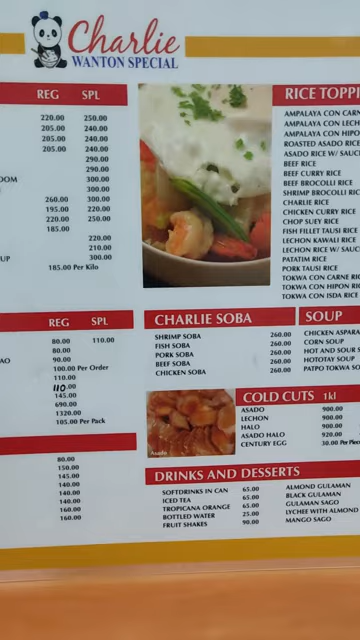 Charlie
WANTON SPECIAL
REG SPL
220.00 250.00
205.00 240.00
205.00 240.00
205.00 240.00
290.00
290.00
OOM 300.00
300.00
260.00 300.00
195.00 220.00
220.00 250.00
185.00
220.00
210.00
UP 300.00
185.00 Per Kilo
RICE TOPPI
AMPALAYA CON CARN
AMPALAYA CON LECH
AMPALAYA CON HIPO
ROASTED ASADO RICE
ASADO RICE W/ SAUC
BEEF RICE
BEEF CURRY RICE
BEEF BROCOLLI RICE
SHRIMP BROCOLLI RIC
CHARLIE RICE
CHICKEN CURRY RICE
CHOP SUEY RICE
FISH FILLET TAUSI RICE
LECHON KAWALI RICE
LECHON RICE W/ SAUC
PATATIM RICE
PORK TAUSI RICE
TOKWA CON CARNE RIC
TOKWA CON HIPON RIC
TOKWA CON ISDA RICE
REG SPL
80.00 110.00
80.00
AO 90.00
100.00 Per Order
110.00
110.00
145.00
690.00
1320.00
105.00 Per Pack
80.00
150.00
145.00
140.00
140.00
140.00
160.00
160.00
CHARLIE SOBA
SHRIMP SOBA 260.00
FISH SOBA 260.00
PORK SOBA 260.00
BEEF SOBA 260.00
CHICKEN SOBA 260.00
SOUP
CHICKEN ASPARA
CORN SOUP
HOT AND SOUR S
HOTOTAY SOUP
PATPO TOKWA SO
Asado
COLD CUTS 1kl
ASADO 900.00
LECHON 900.00
HALO 900.00
ASADO HALO 920.00
CENTURY EGG 30.00 Per Piece
DRINKS AND DESSERTS
SOFTDRINKS IN CAN 65.00
ICED TEA 65.00
TROPICANA ORANGE 65.00
BOTTLED WATER 25.00
FRUIT SHAKES 90.00
ALMOND GULAMAN
BLACK GULAMAN
GULAMAN SAGO
LYCHEE WITH ALMOND
MANGO SAGO